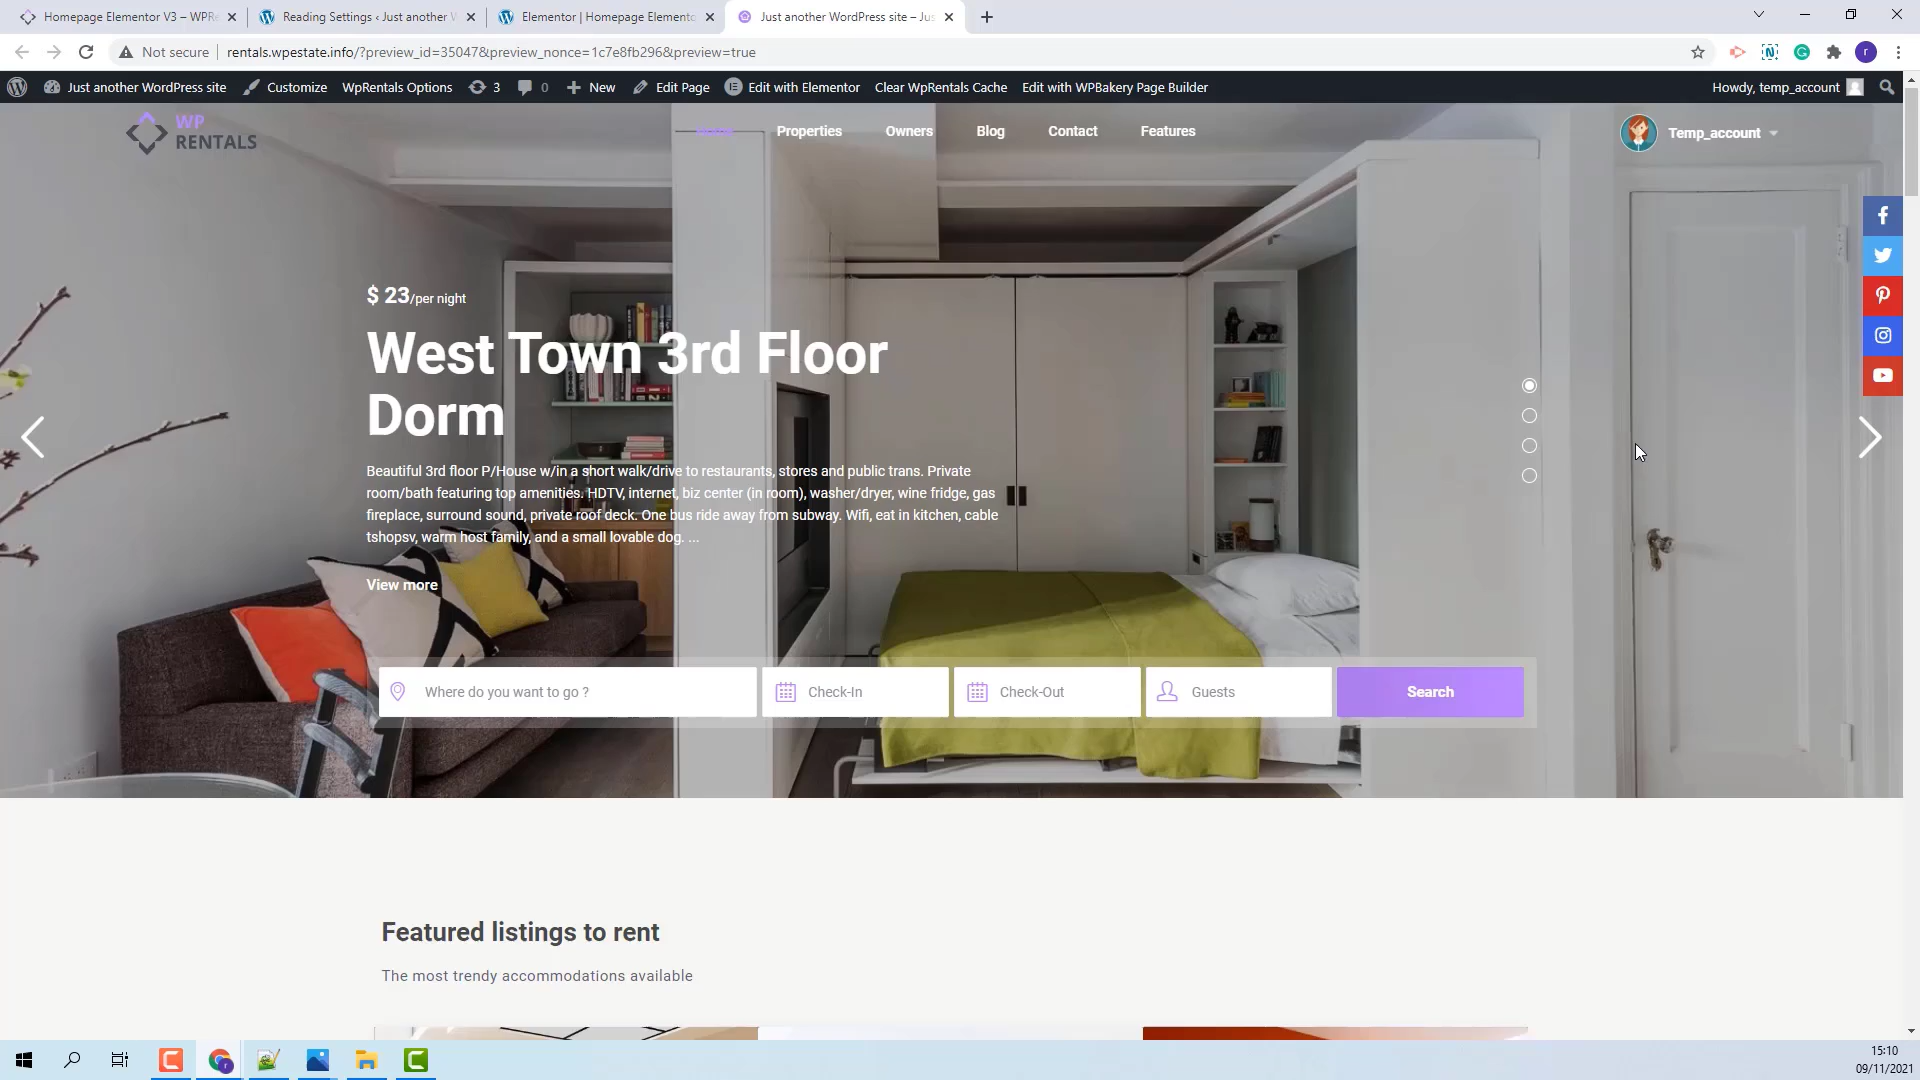 Homepage Elementor V3 – WPRe
Reading Settings ‹ Just another W
Elementor | Homepage Elemento
Just another WordPress site – Jus
Not secure
rentals.wpestate.info/?preview_id=35047&preview_nonce=1c7e8fb296&preview=true
Just another WordPress site
Customize
WpRentals Options
3
0
New
Edit Page
Edit with Elementor
Clear WpRentals Cache
Edit with WPBakery Page Builder
Howdy, temp_account
WP
RENTALS
Home
Properties
Owners
Blog
Contact
Features
Temp_account
$ 23/per night
West Town 3rd Floor
Dorm
Beautiful 3rd floor P/House w/in a short walk/drive to restaurants, stores and public trans. Private
room/bath featuring top amenities. HDTV, internet, biz center (in room), washer/dryer, wine fridge, gas
fireplace, surround sound, private roof deck. One bus ride away from subway. Wifi, eat in kitchen, cable
tshopsv, warm host family, and a small lovable dog. ...
View more
Where do you want to go ?
Check-In
Check-Out
Guests
Search
Featured listings to rent
The most trendy accommodations available
15:10
09/11/2021